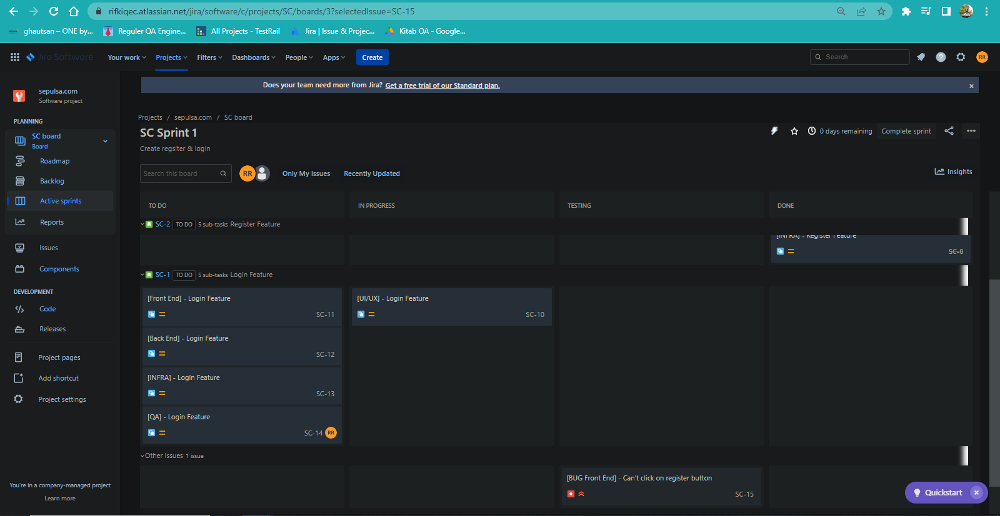 rifkiqec.atlassian.net/jira/software/c/projects/SC/boards/3?selectedIssue=SC-15
ghautsan – ONE by... Reguler QA Engine... All Projects - TestRail Jira | Issue & Projec... Kitab QA - Google...
Jira Software Your work Projects Filters Dashboards People Apps Create Search RR
Does your team need more from Jira? Get a free trial of our Standard plan.
sepulsa.com
Software project
PLANNING
SC board
Board
Roadmap
Backlog
Active sprints
Reports
Issues
Components
DEVELOPMENT
Code
Releases
Project pages
Add shortcut
Project settings
You're in a company-managed project
Learn more
Projects / sepulsa.com / SC board
SC Sprint 1
0 days remaining Complete sprint
Create regsiter & login
Search this board RR Only My Issues Recently Updated Insights
TO DO IN PROGRESS TESTING DONE
SC-2 TO DO 5 sub-tasks Register Feature
[INFRA] - Register Feature
SC-8
SC-1 TO DO 5 sub-tasks Login Feature
[Front End] - Login Feature
SC-11
[UI/UX] - Login Feature
SC-10
[Back End] - Login Feature
SC-12
[INFRA] - Login Feature
SC-13
[QA] - Login Feature
SC-14 RR
Other Issues 1 issue
[BUG Front End] - Can't click on register button
SC-15
Quickstart